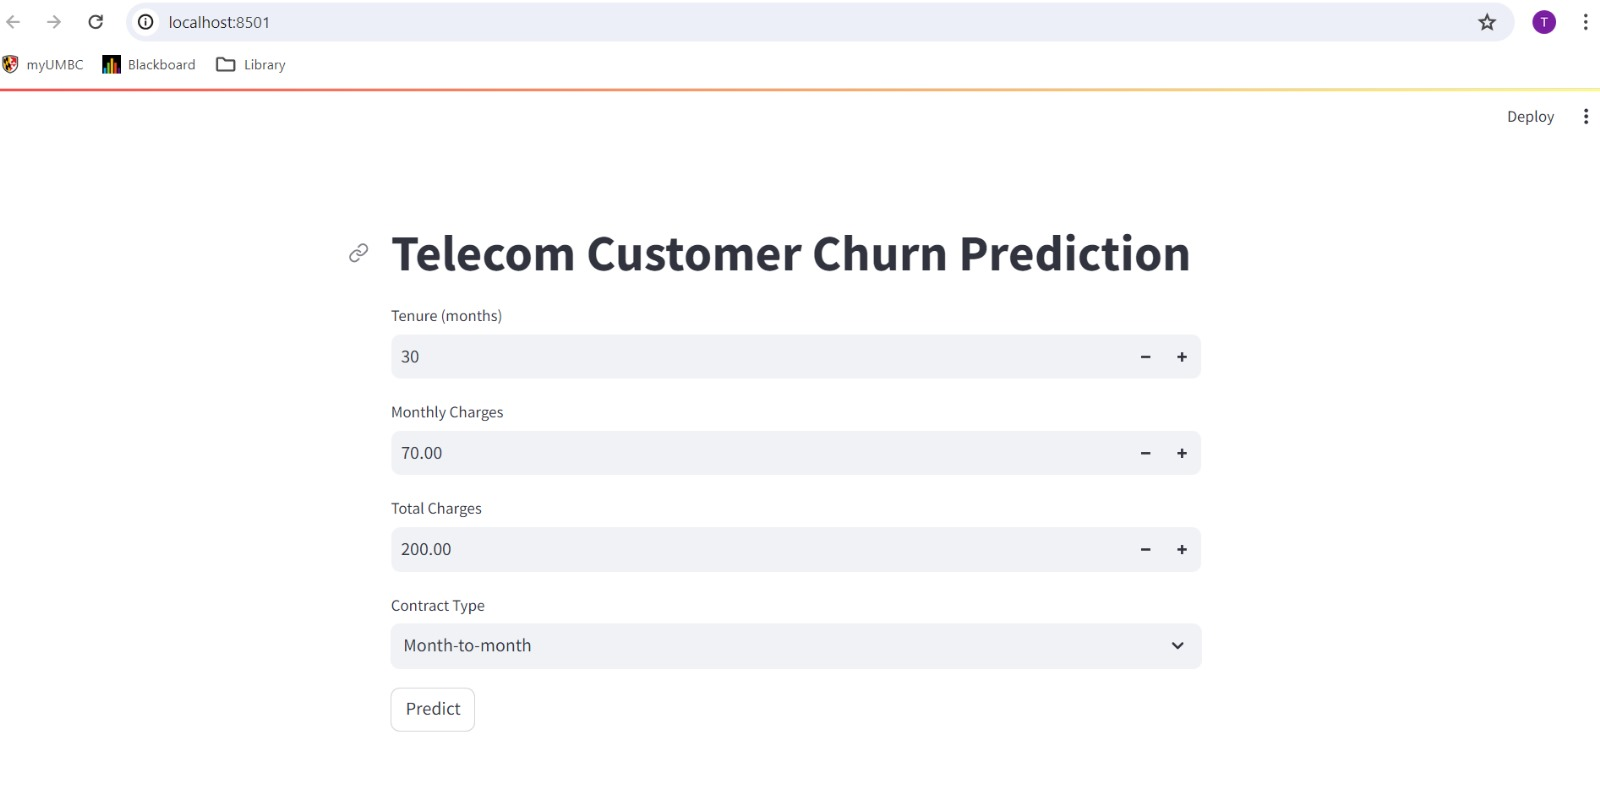 localhost:8501
T
myUMBC Blackboard Library
Deploy
Telecom Customer Churn Prediction
Tenure (months)
30
Monthly Charges
70.00
Total Charges
200.00
Contract Type
Month-to-month
Predict